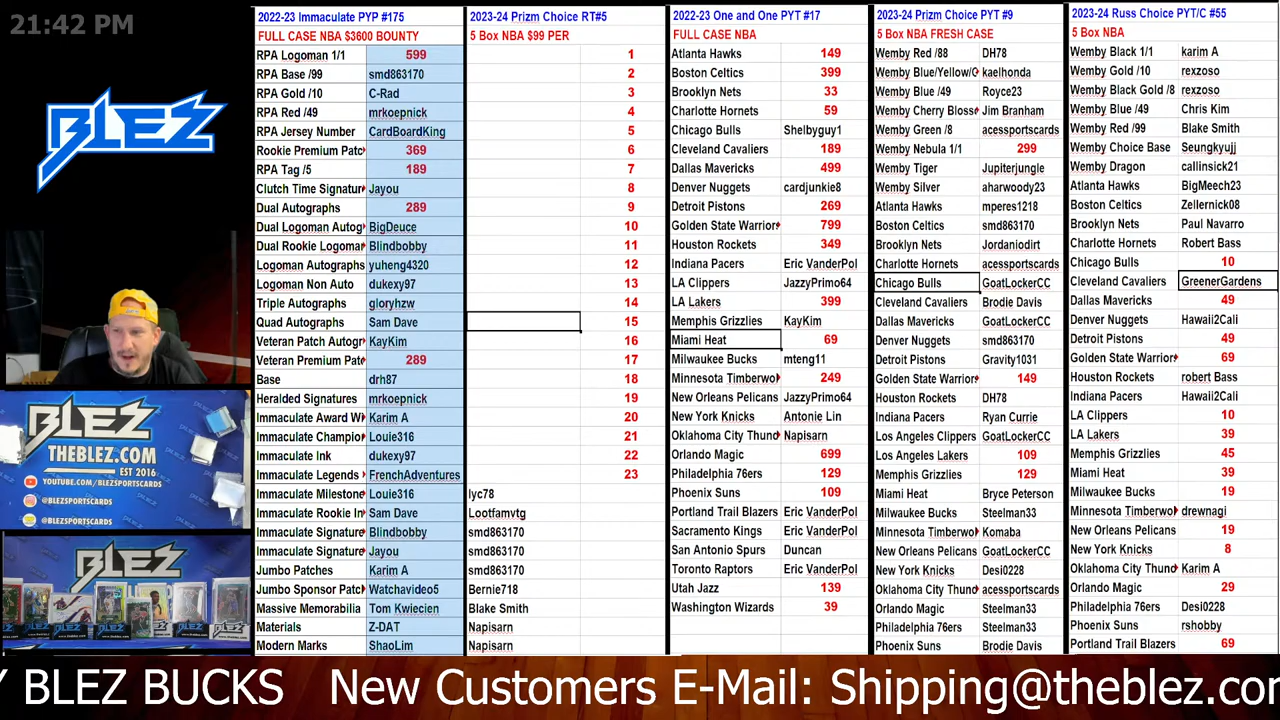 21:42 PM
BLEZ
BLEZ
THEBLEZ.COM
EST 2016
YOUTUBE.COM/BLEZSPORTSCARDS
@BLEZSPORTSCARDS
@BLEZSPORTSCARDS
BLEZ
2022-23 Immaculate PYP #175
FULL CASE NBA $3600 BOUNTY
RPA Logoman 1/1 599
RPA Base /99 smd863170
RPA Gold /10 C-Rad
RPA Red /49 mrkoepnick
RPA Jersey Number CardBoardKing
Rookie Premium Patc 369
RPA Tag /5 189
Clutch Time Signatur Jayou
Dual Autographs 289
Dual Logoman Autog BigDeuce
Dual Rookie Logomar Blindbobby
Logoman Autographs yuheng4320
Logoman Non Auto dukexy97
Triple Autographs gloryhzw
Quad Autographs Sam Dave
Veteran Patch Autogr KayKim
Veteran Premium Pat 289
Base drh87
Heralded Signatures mrkoepnick
Immaculate Award W Karim A
Immaculate Champio Louie316
Immaculate Ink dukexy97
Immaculate Legends FrenchAdventures
Immaculate Mileston Louie316
Immaculate Rookie In Sam Dave
Immaculate Signatur Blindbobby
Immaculate Signatur Jayou
Jumbo Patches Karim A
Jumbo Sponsor Patc Watchavideo5
Massive Memorabilia Tom Kwiecien
Materials Z-DAT
Modern Marks ShaoLim
2023-24 Prizm Choice RT#5
5 Box NBA $99 PER
1
2
3
4
5
6
7
8
9
10
11
12
13
14
15
16
17
18
19
20
21
22
23
lyc78
Lootfamvtg
smd863170
smd863170
smd863170
Bernie718
Blake Smith
Napisarn
Napisarn
2022-23 One and One PYT #17
FULL CASE NBA
Atlanta Hawks 149
Boston Celtics 399
Brooklyn Nets 33
Charlotte Hornets 59
Chicago Bulls Shelbyguy1
Cleveland Cavaliers 189
Dallas Mavericks 499
Denver Nuggets cardjunkie8
Detroit Pistons 269
Golden State Warrior 799
Houston Rockets 349
Indiana Pacers Eric VanderPol
LA Clippers JazzyPrimo64
LA Lakers 399
Memphis Grizzlies KayKim
Miami Heat 69
Milwaukee Bucks mteng11
Minnesota Timberwo 249
New Orleans Pelicans JazzyPrimo64
New York Knicks Antonie Lin
Oklahoma City Thund Napisarn
Orlando Magic 699
Philadelphia 76ers 129
Phoenix Suns 109
Portland Trail Blazers Eric VanderPol
Sacramento Kings Eric VanderPol
San Antonio Spurs Duncan
Toronto Raptors Eric VanderPol
Utah Jazz 139
Washington Wizards 39
2023-24 Prizm Choice PYT #9
5 Box NBA FRESH CASE
Wemby Red /88 DH78
Wemby Blue/Yellow/G kaelhonda
Wemby Blue /49 Royce23
Wemby Cherry Bloss Jim Branham
Wemby Green /8 acessportscards
Wemby Nebula 1/1 299
Wemby Tiger Jupiterjungle
Wemby Silver aharwoody23
Atlanta Hawks mperes1218
Boston Celtics smd863170
Brooklyn Nets Jordaniodirt
Charlotte Hornets acessportscards
Chicago Bulls GoatLockerCC
Cleveland Cavaliers Brodie Davis
Dallas Mavericks GoatLockerCC
Denver Nuggets smd863170
Detroit Pistons Gravity1031
Golden State Warrior 149
Houston Rockets DH78
Indiana Pacers Ryan Currie
Los Angeles Clippers GoatLockerCC
Los Angeles Lakers 109
Memphis Grizzlies 129
Miami Heat Bryce Peterson
Milwaukee Bucks Steelman33
Minnesota Timberwo Komaba
New Orleans Pelicans GoatLockerCC
New York Knicks Desi0228
Oklahoma City Thund acessportscards
Orlando Magic Steelman33
Philadelphia 76ers Steelman33
Phoenix Suns Brodie Davis
2023-24 Russ Choice PYT/C #55
5 Box NBA
Wemby Black 1/1 karim A
Wemby Gold /10 rexzoso
Wemby Black Gold /8 rexzoso
Wemby Blue /49 Chris Kim
Wemby Red /99 Blake Smith
Wemby Choice Base Seungkyujj
Wemby Dragon callinsick21
Atlanta Hawks BigMeech23
Boston Celtics Zellernick08
Brooklyn Nets Paul Navarro
Charlotte Hornets Robert Bass
Chicago Bulls 10
Cleveland Cavaliers GreenerGardens
Dallas Mavericks 49
Denver Nuggets Hawaii2Cali
Detroit Pistons 49
Golden State Warrior 69
Houston Rockets robert Bass
Indiana Pacers Hawaii2Cali
LA Clippers 10
LA Lakers 39
Memphis Grizzlies 45
Miami Heat 39
Milwaukee Bucks 19
Minnesota Timberwo drewnagi
New Orleans Pelicans 19
New York Knicks 8
Oklahoma City Thund Karim A
Orlando Magic 29
Philadelphia 76ers Desi0228
Phoenix Suns rshobby
Portland Trail Blazers 69
Y BLEZ BUCKS New Customers E-Mail: Shipping@theblez.com